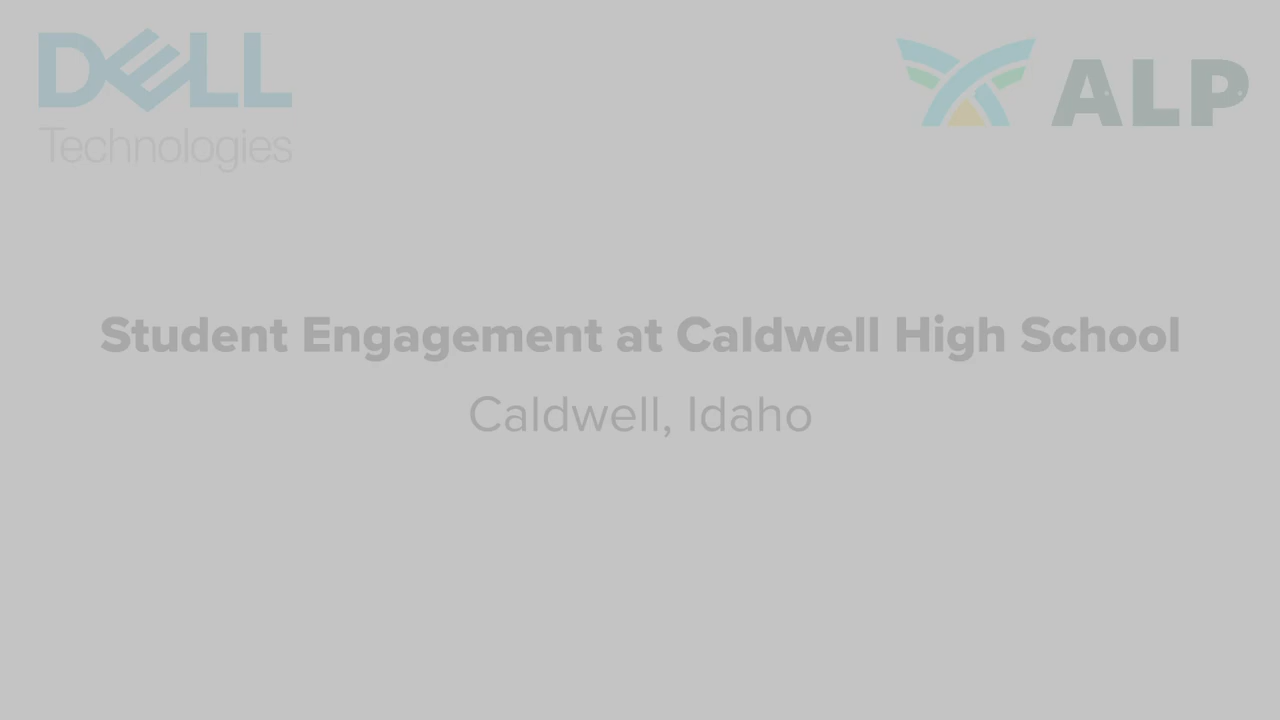 DELL
Technologies
ALP
Student Engagement at Caldwell High School
Caldwell, Idaho